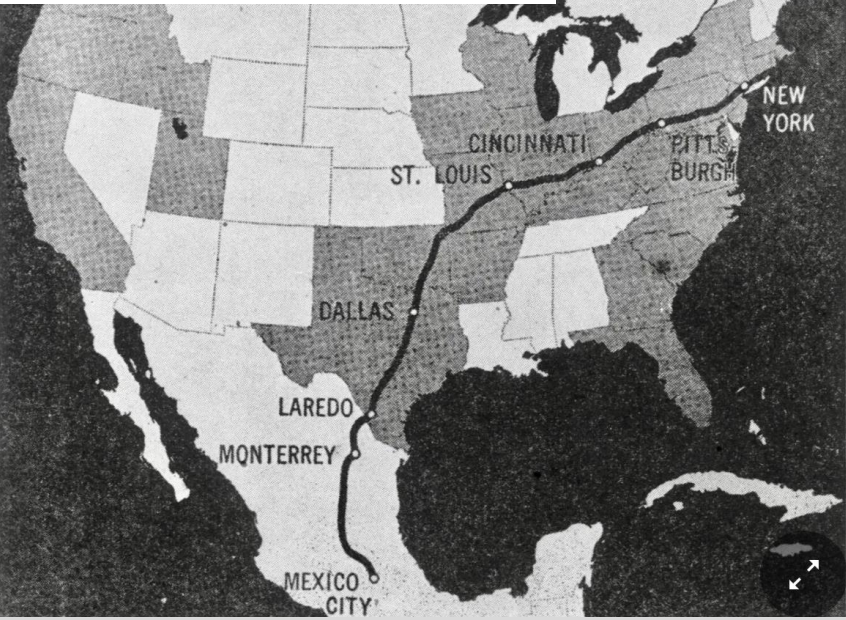 NEW
YORK
CINCINNATI
PITTS
BURGH
ST. LOUIS
DALLAS
LAREDO
MONTERREY
MEXICO
CITY